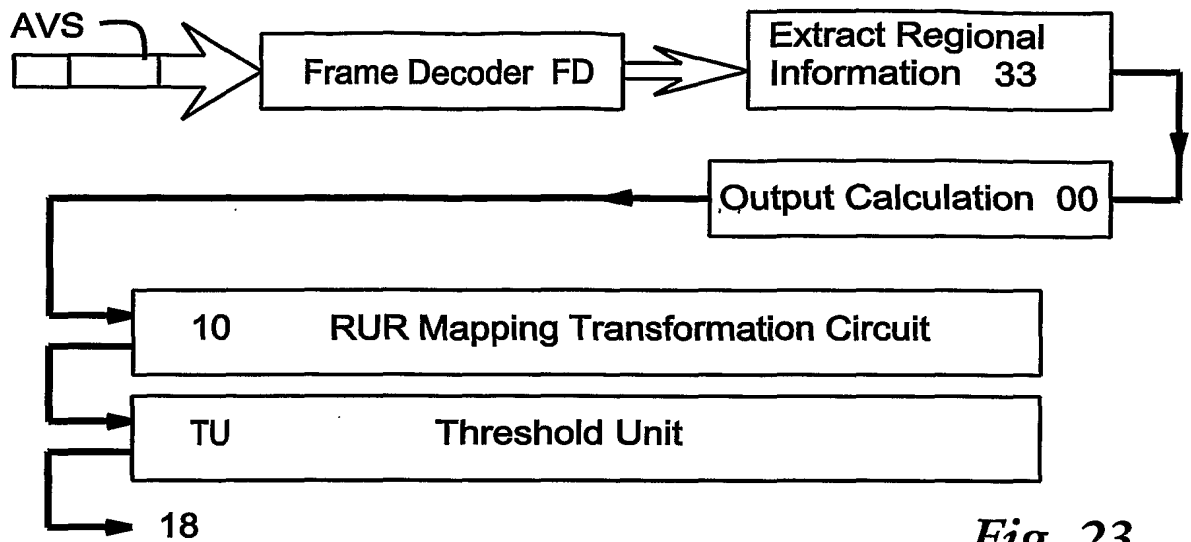 AVS
Frame Decoder FD
Extract Regional
Information 33
Output Calculation 00
10 RUR Mapping Transformation Circuit
TU Threshold Unit
18
Fig. 23